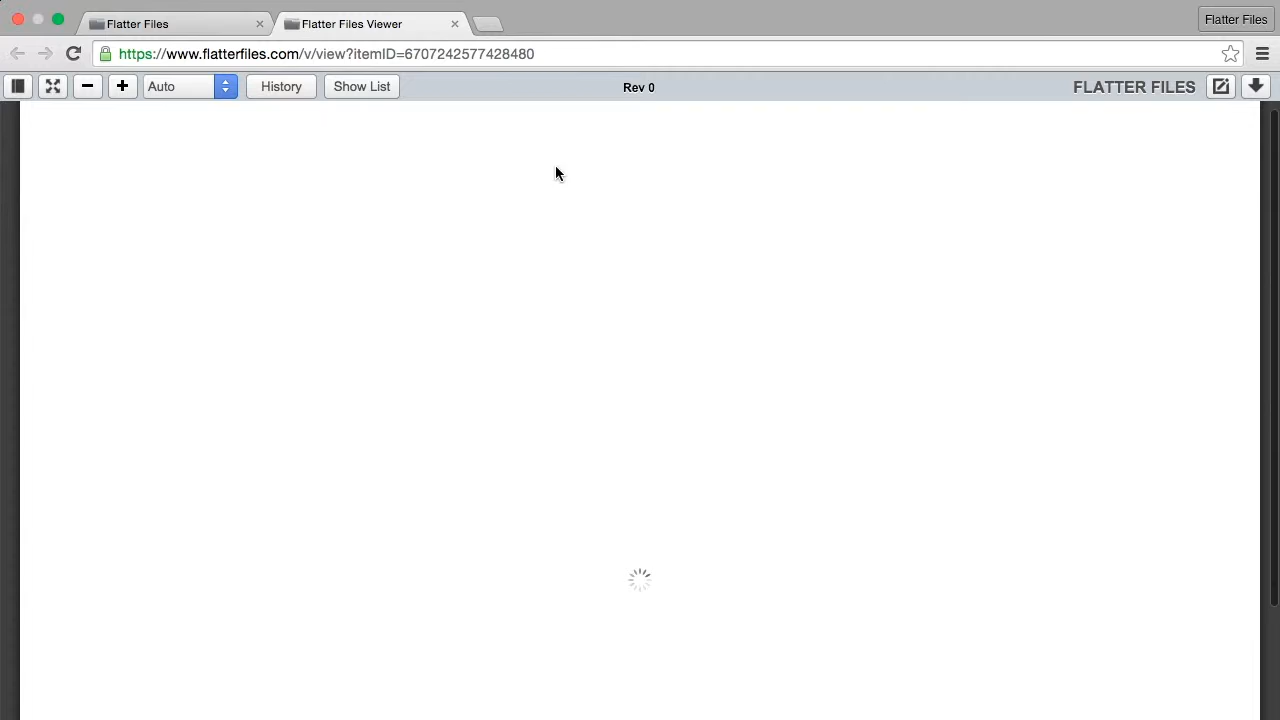 Flatter Files
Flatter Files Viewer
Flatter Files
https://www.flatterfiles.com/v/view?itemID=6707242577428480
Auto
History
Show List
Rev 0
FLATTER FILES